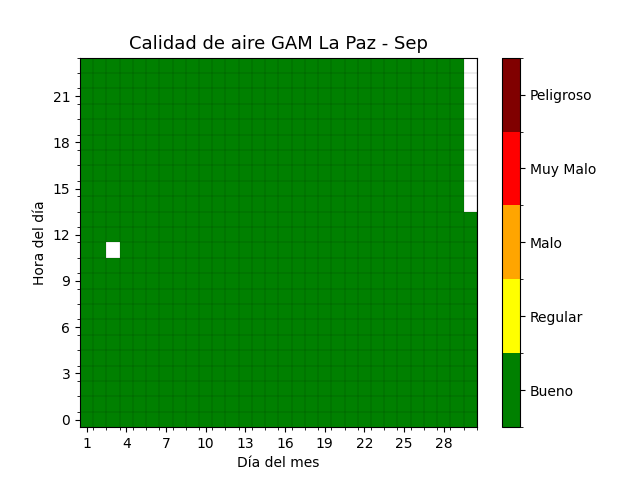 Calidad de aire GAM La Paz - Sep
Hora del día
21
18
15
12
9
6
3
0
1 4 7 10 13 16 19 22 25 28
Día del mes
Peligroso
Muy Malo
Malo
Regular
Bueno